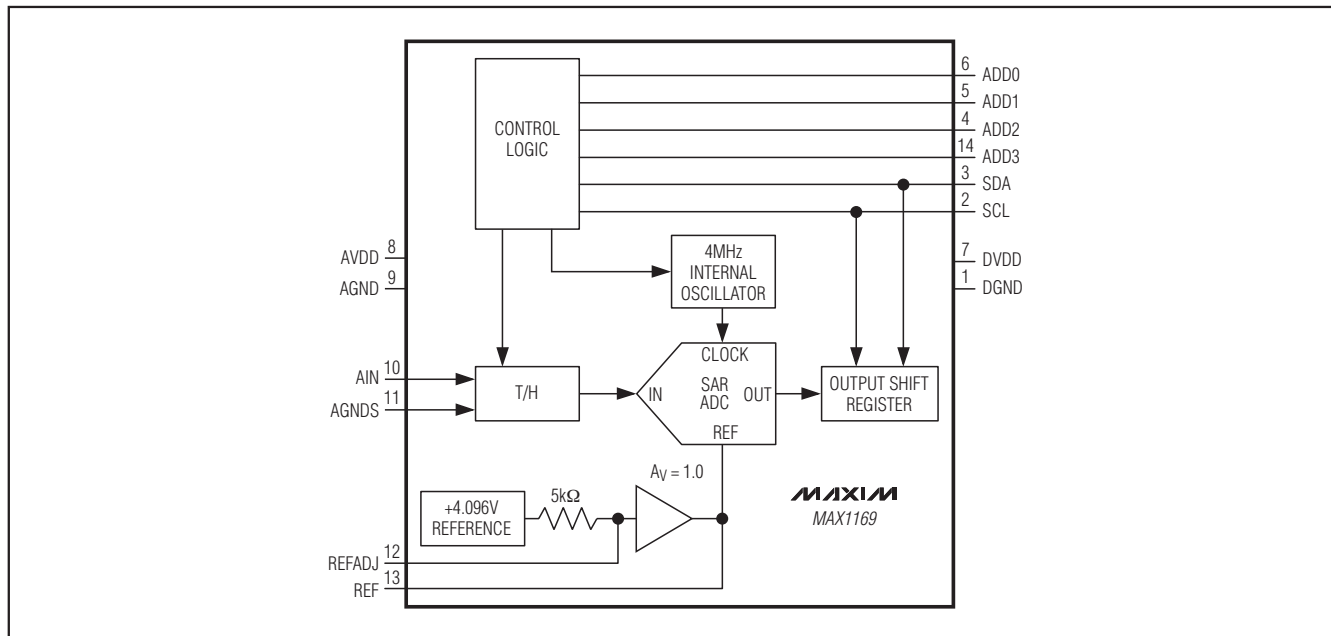 6 ADD0
5 ADD1
4 ADD2
14 ADD3
3 SDA
2 SCL
CONTROL
LOGIC
AVDD 8
AGND 9
4MHz
INTERNAL
OSCILLATOR
7 DVDD
1 DGND
AIN 10
AGNDS 11
T/H
CLOCK
IN
SAR
ADC
OUT
REF
OUTPUT SHIFT
REGISTER
AV = 1.0
+4.096V
REFERENCE
5kΩ
MAXIM
MAX1169
REFADJ 12
REF 13